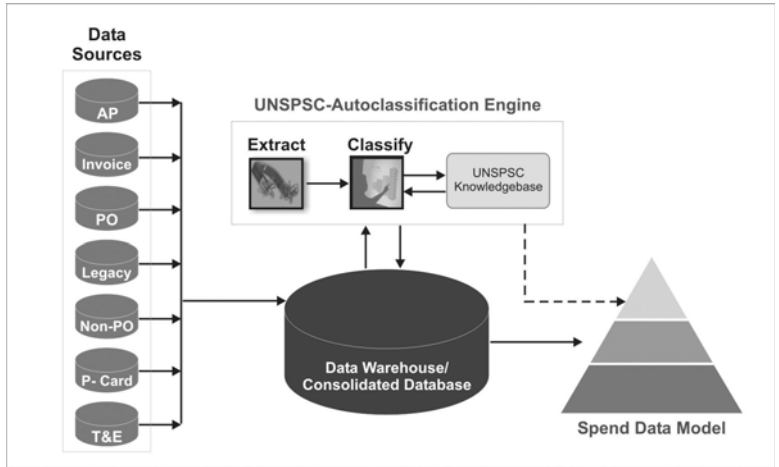 Data
Sources
AP
Invoice
PO
Legacy
Non-PO
P- Card
T&E
UNSPSC-Autoclassification Engine
Extract
Classify
UNSPSC
Knowledgebase
Data Warehouse/
Consolidated Database
Spend Data Model